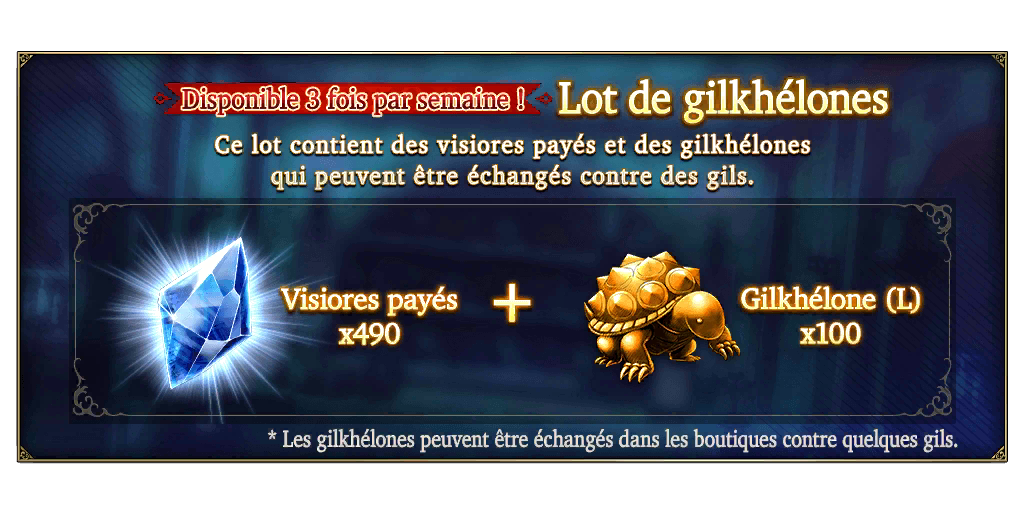 Disponible 3 fois par semaine !
Lot de gilkhélones
Ce lot contient des visiores payés et des gilkhélones
qui peuvent être échangés contre des gils.
Visiores payés
x490
+
Gilkhélone (L)
x100
* Les gilkhélones peuvent être échangés dans les boutiques contre quelques gils.